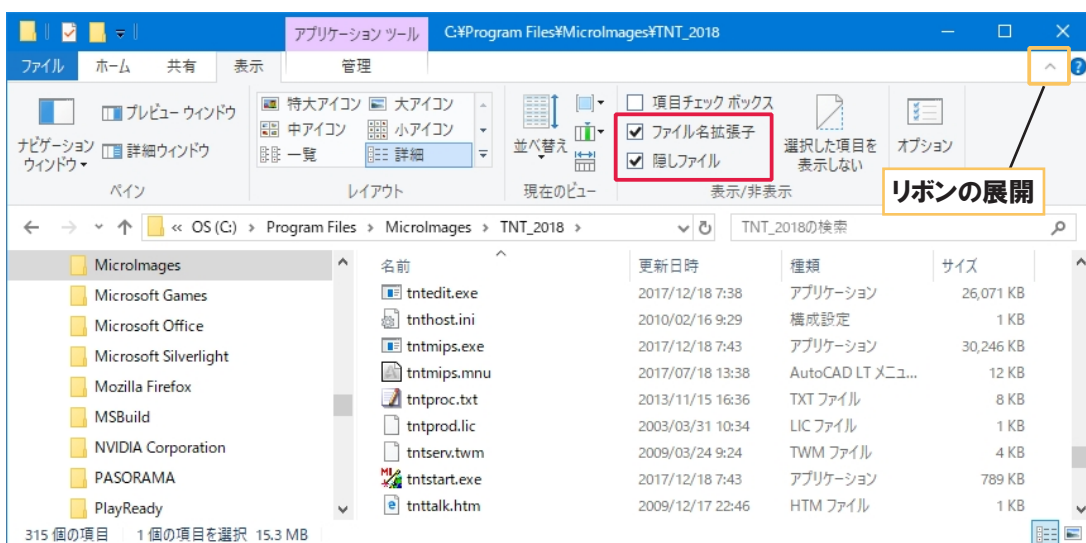 アプリケーション ツール C:¥Program Files¥MicroImages¥TNT_2018
ファイル ホーム 共有 表示 管理
ナビゲーション ウィンドウ
プレビュー ウィンドウ
詳細ウィンドウ
ペイン
特大アイコン 大アイコン
中アイコン 小アイコン
一覧 詳細
レイアウト
並べ替え
現在のビュー
項目チェック ボックス
ファイル名拡張子
隠しファイル
選択した項目を
表示しない
表示/非表示
オプション
リボンの展開
« OS (C:) > Program Files > MicroImages > TNT_2018 >
TNT_2018の検索
MicroImages
Microsoft Games
Microsoft Office
Microsoft Silverlight
Mozilla Firefox
MSBuild
NVIDIA Corporation
PASORAMA
PlayReady
名前 更新日時 種類 サイズ
tntedit.exe 2017/12/18 7:38 アプリケーション 26,071 KB
tnthost.ini 2010/02/16 9:29 構成設定 1 KB
tntmips.exe 2017/12/18 7:43 アプリケーション 30,246 KB
tntmips.mnu 2017/07/18 13:38 AutoCAD LT メニュ... 12 KB
tntproc.txt 2013/11/15 16:36 TXT ファイル 8 KB
tntprod.lic 2003/03/31 10:34 LIC ファイル 1 KB
tntserv.twm 2009/03/24 9:24 TWM ファイル 4 KB
tntstart.exe 2017/12/18 7:43 アプリケーション 789 KB
tnttalk.htm 2009/12/17 22:46 HTM ファイル 1 KB
315 個の項目 1 個の項目を選択 15.3 MB